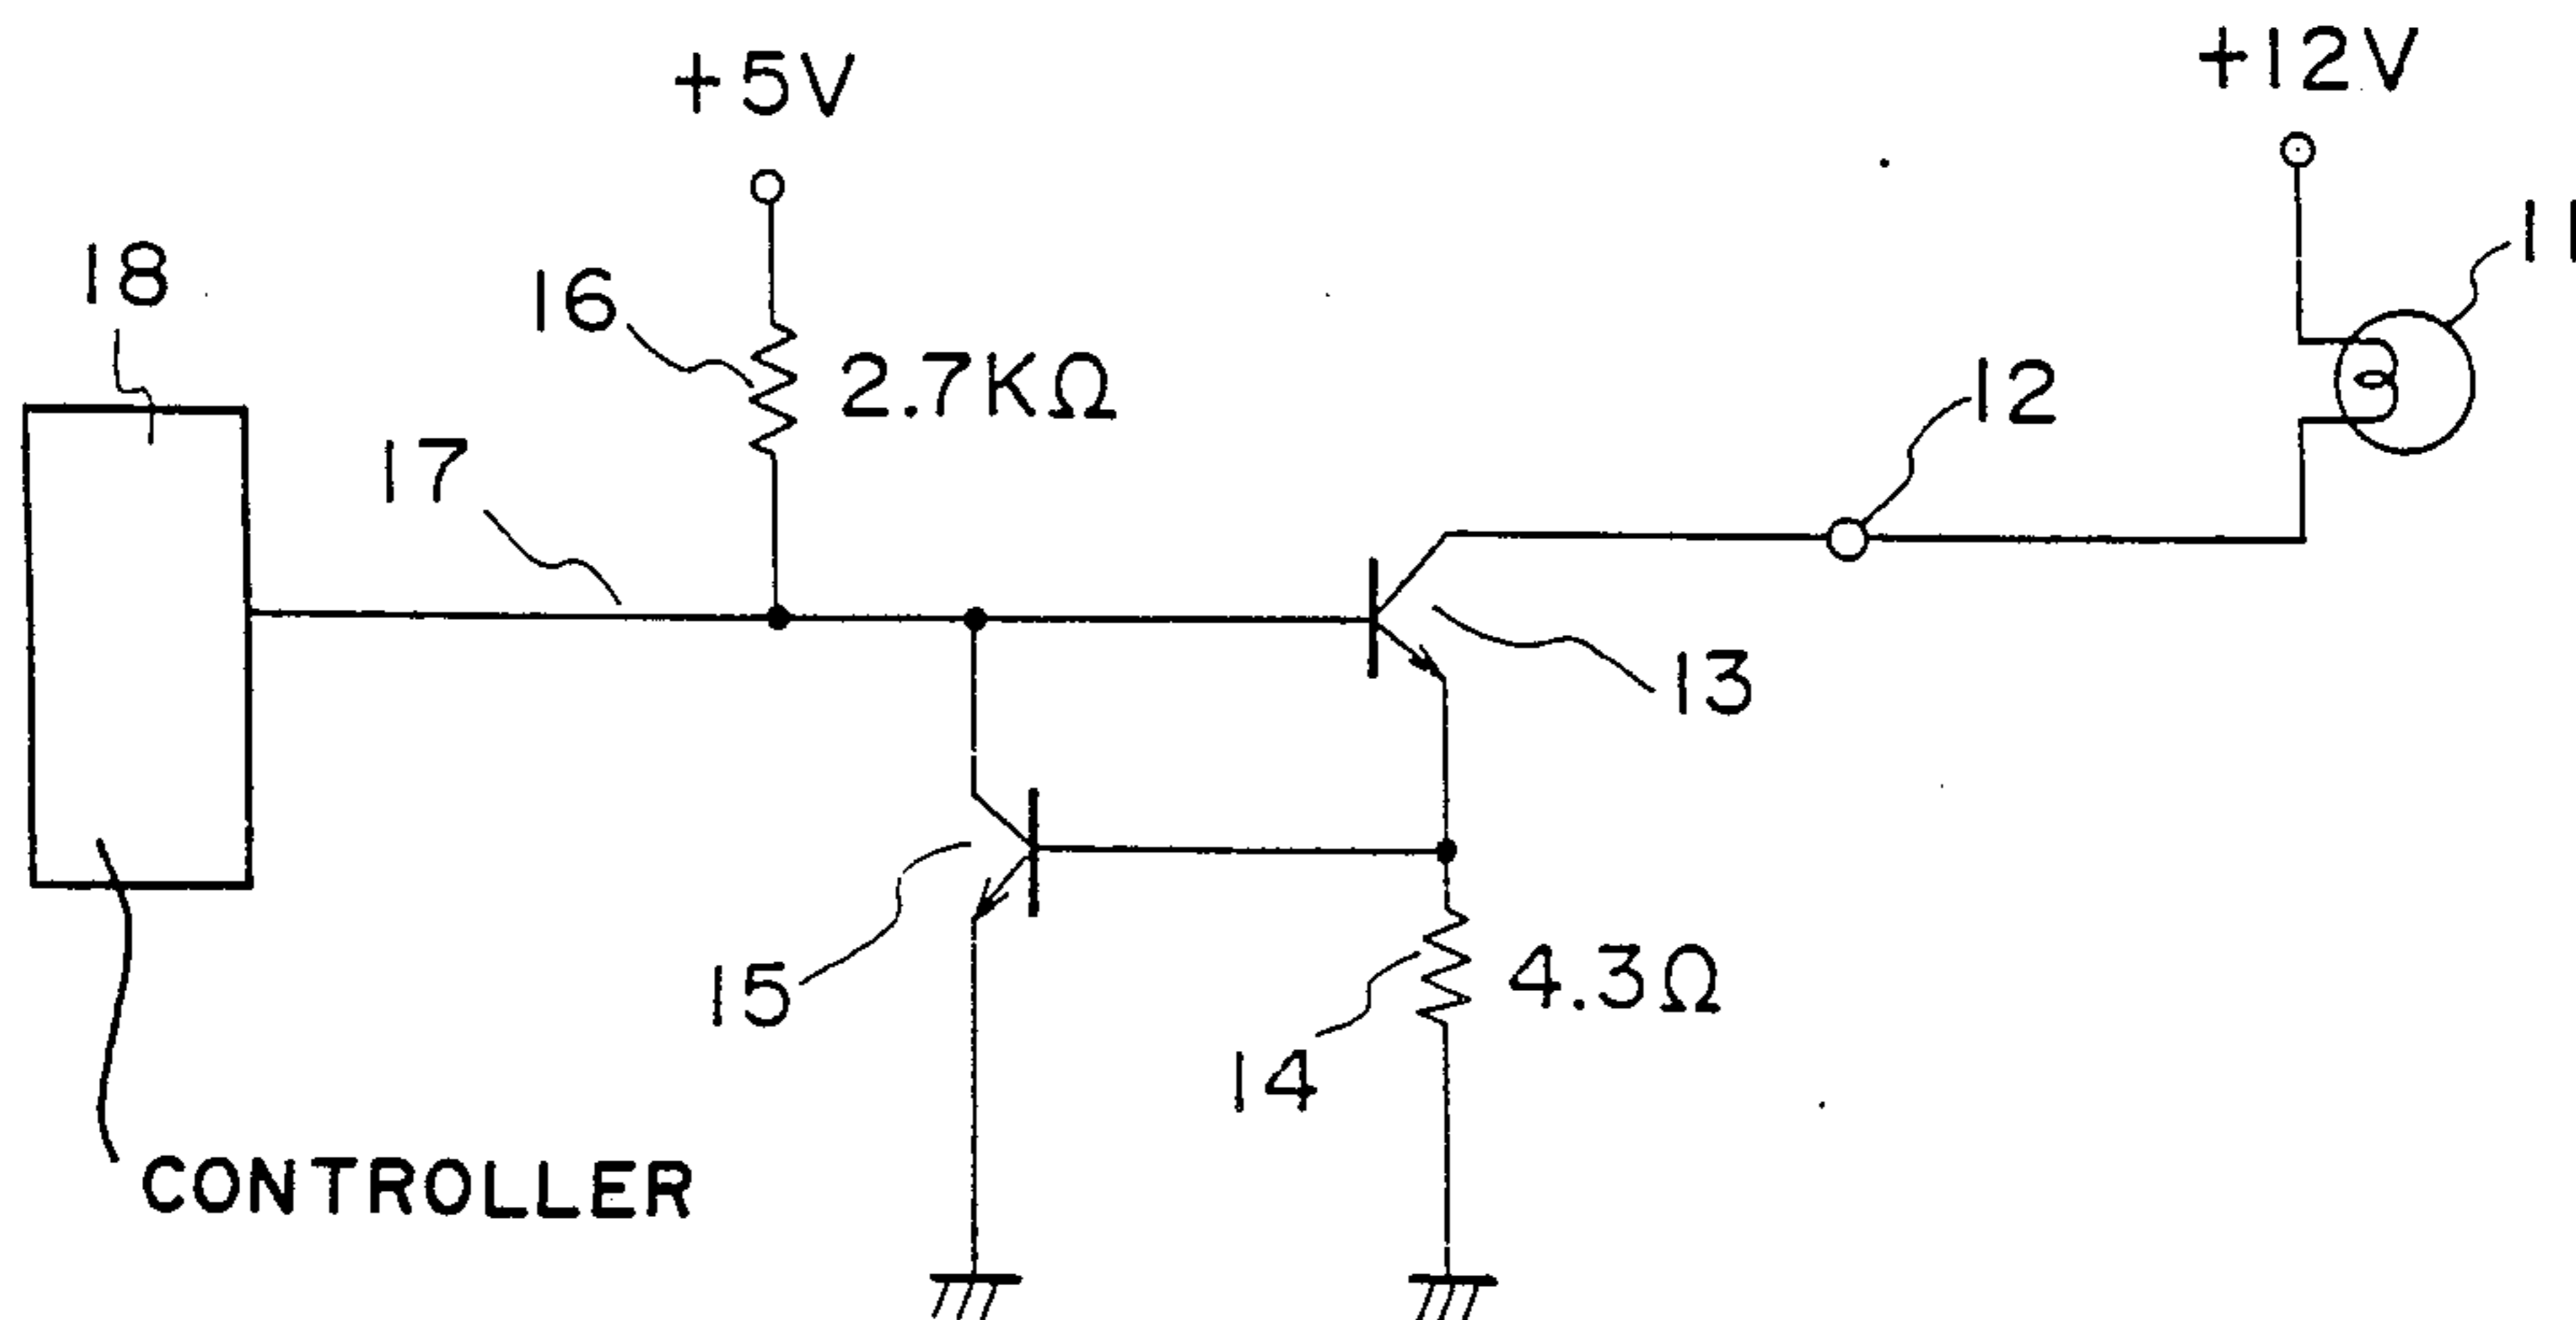 +5V
+12V
18
16
11
2.7KΩ
12
17
13
15
4.3Ω
14
CONTROLLER